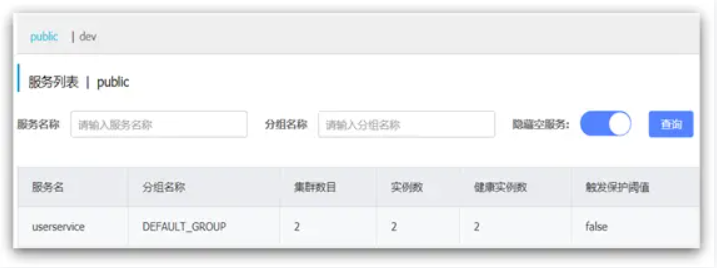 public | dev
服务列表 | public
服务名称 请输入服务名称 分组名称 请输入分组名称 隐藏空服务: 查询
服务名 分组名称 集群数目 实例数 健康实例数 触发保护阈值
userservice DEFAULT_GROUP 2 2 2 false